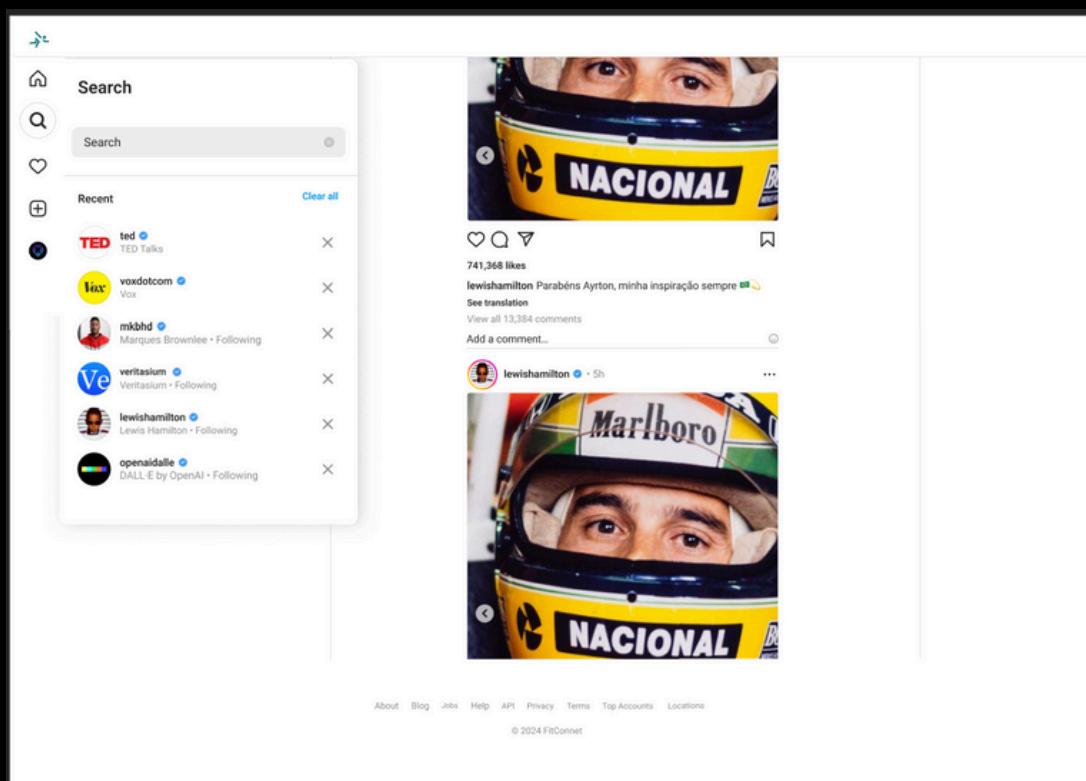 Search
Search
Recent
Clear all
TED
ted
TED Talks
Vox
voxdotcom
Vox
mkbhd
Marques Brownlee • Following
Ve
veritasium
Veritasium • Following
lewishamilton
Lewis Hamilton • Following
openaidalle
DALL·E by OpenAI • Following
NACIONAL
741,368 likes
lewishamilton Parabéns Ayrton, minha inspiração sempre
See translation
View all 13,384 comments
Add a comment...
lewishamilton • 5h
Marlboro
NACIONAL
About Blog Jobs Help API Privacy Terms Top Accounts Locations
© 2024 FitConnet